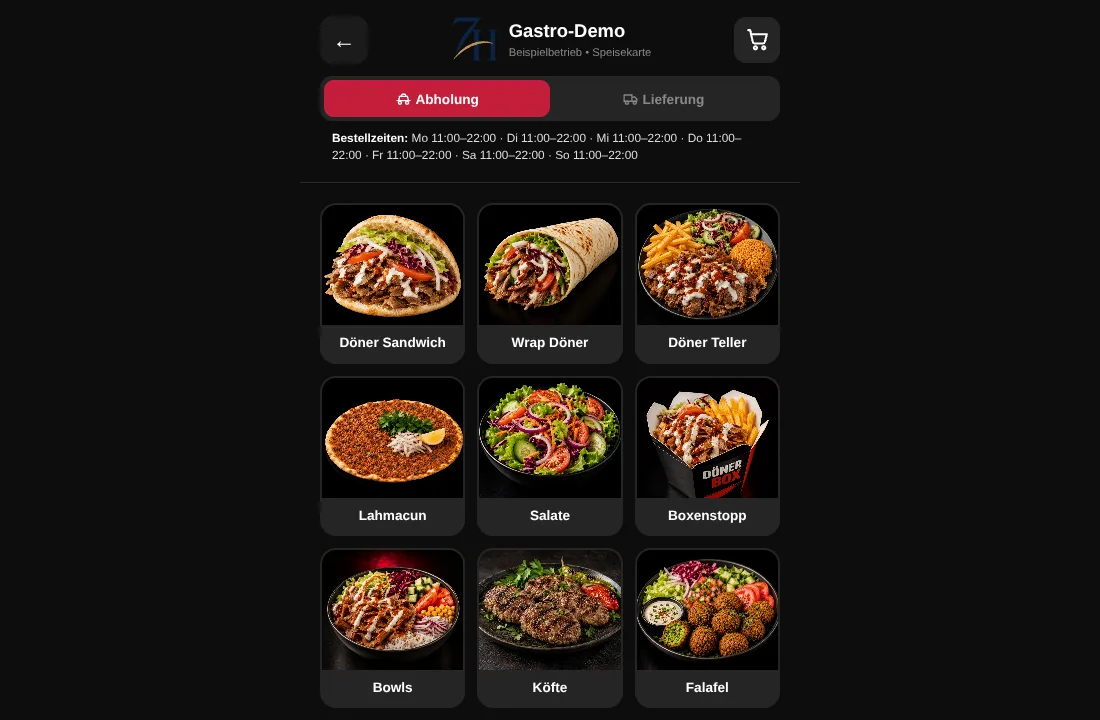 ←
ZH
Gastro-Demo
Beispielbetrieb • Speisekarte
Abholung
Lieferung
Bestellzeiten: Mo 11:00–22:00 · Di 11:00–22:00 · Mi 11:00–22:00 · Do 11:00–
22:00 · Fr 11:00–22:00 · Sa 11:00–22:00 · So 11:00–22:00
Döner Sandwich
Wrap Döner
Döner Teller
DÖNER
BOX
Lahmacun
Salate
Boxenstopp
Bowls
Köfte
Falafel